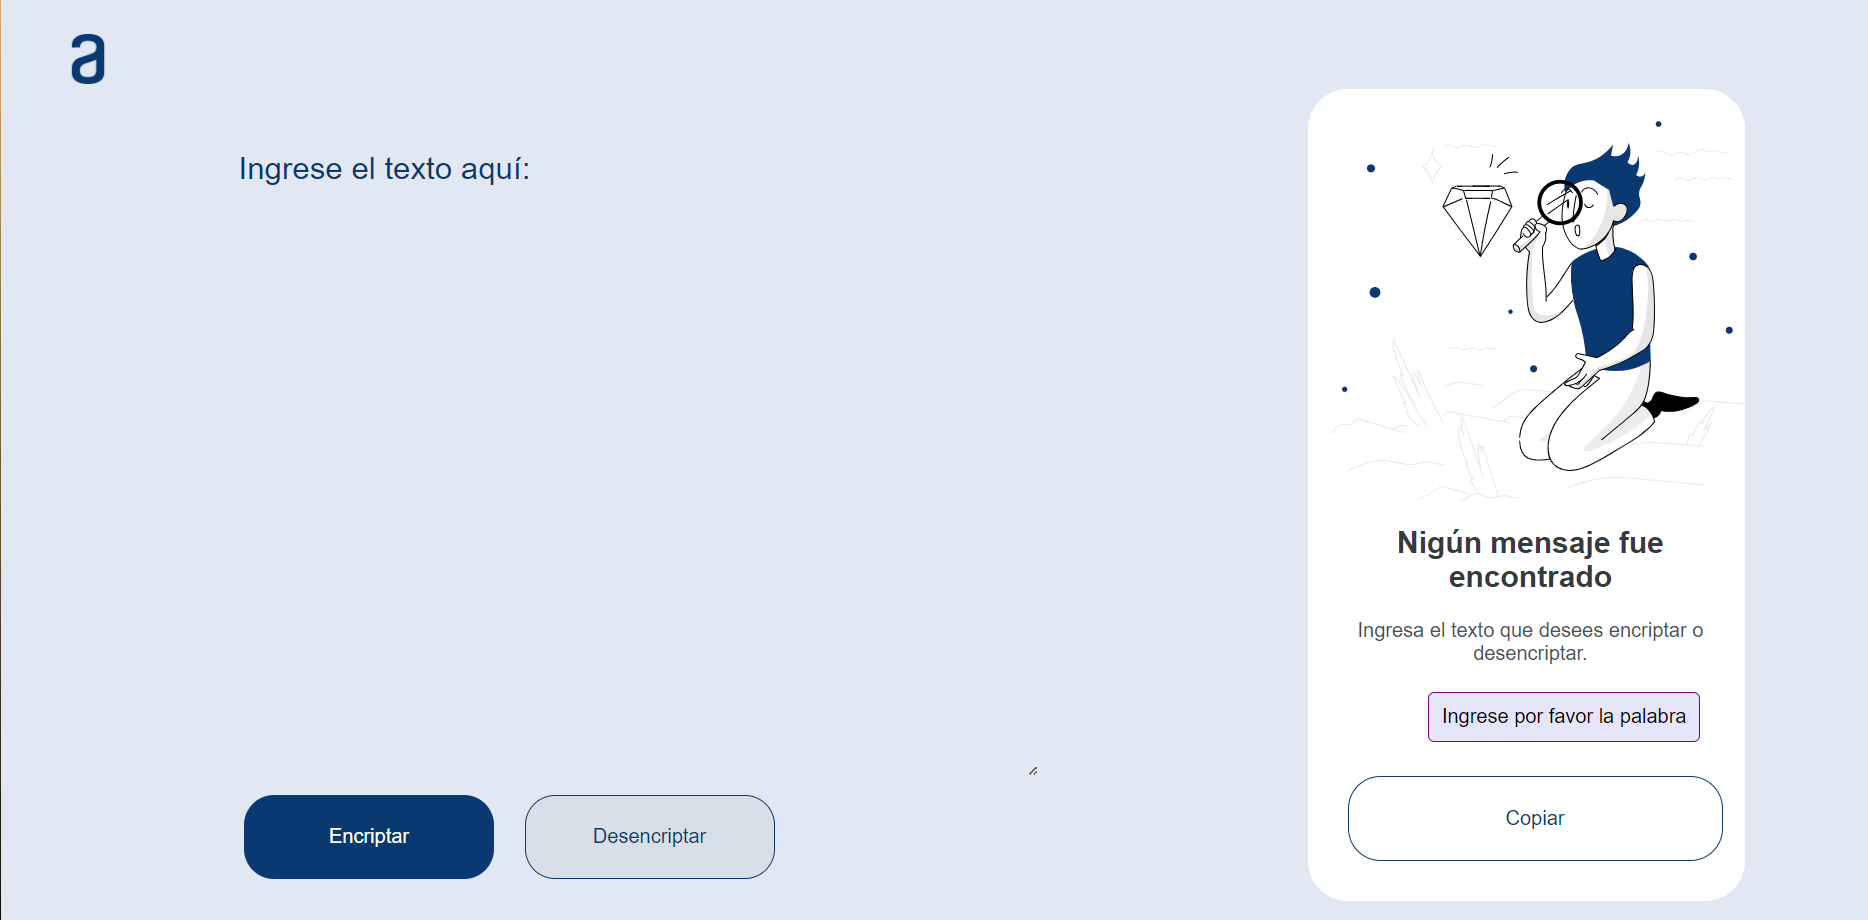 a
Ingrese el texto aquí:
Encriptar
Desencriptar
Nigún mensaje fue
encontrado
Ingresa el texto que desees encriptar o
desencriptar.
Ingrese por favor la palabra
Copiar